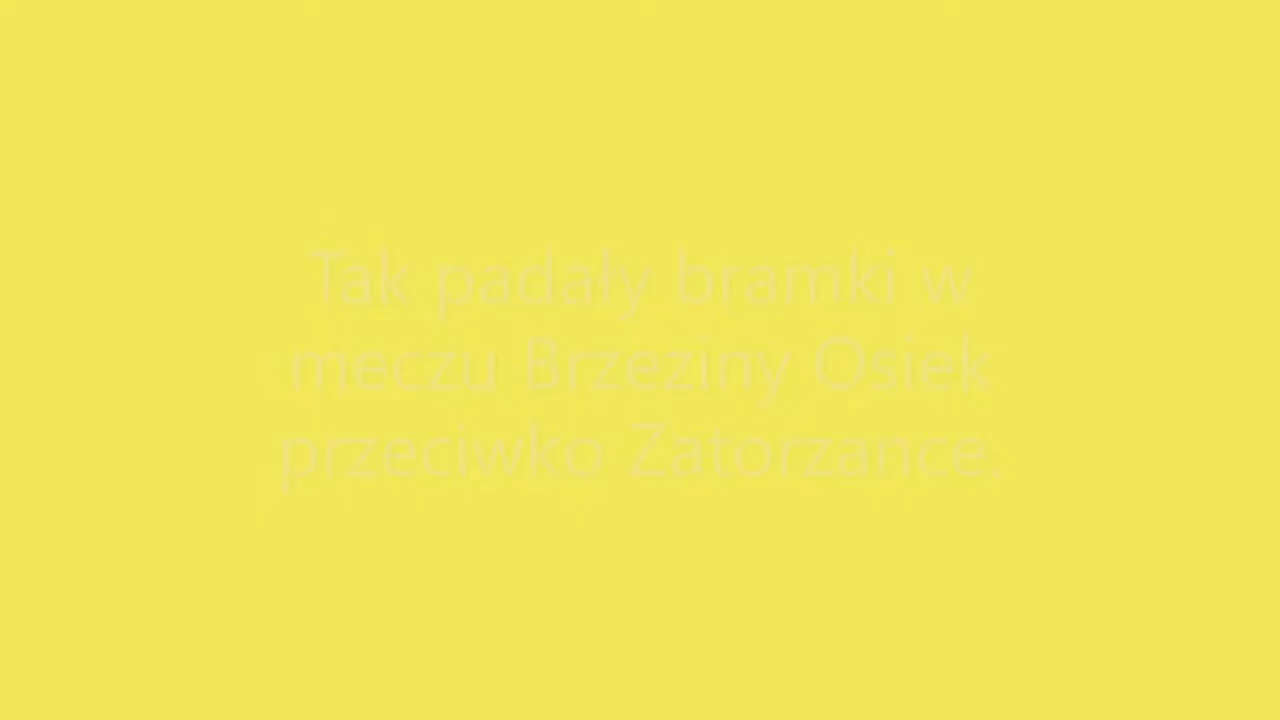 Tak padały bramki w
meczu Brzeziny Osiek
przeciwko Zatorzance.